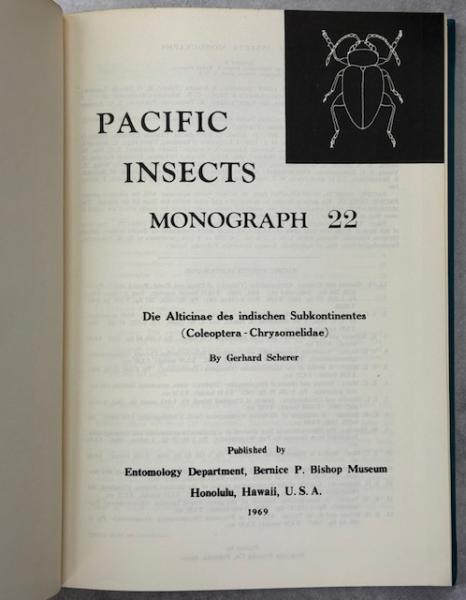 PACIFIC
INSECTS
MONOGRAPH 22
Die Alticinae des indischen Subkontinentes
(Coleoptera - Chrysomelidae)
By Gerhard Scherer
Published by
Entomology Department, Bernice P. Bishop Museum
Honolulu, Hawaii, U. S. A.
1969